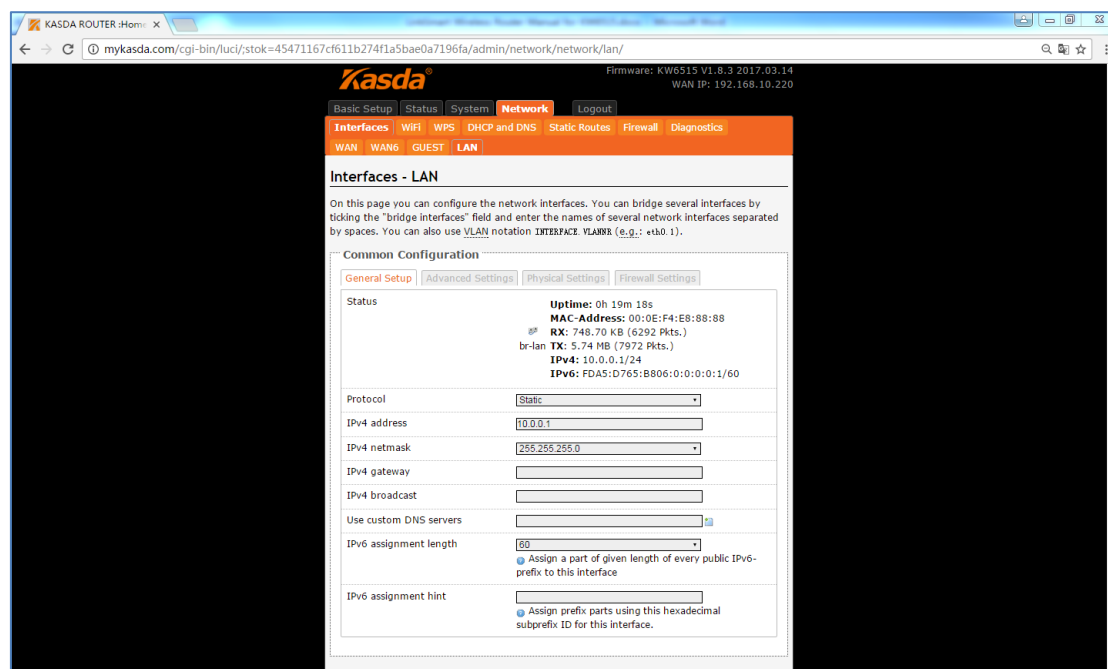 KASDA ROUTER :Home
mykasda.com/cgi-bin/luci/;stok=45471167cf611b274f1a5bae0a7196fa/admin/network/network/lan/
Kasda®
Firmware: KW6515 V1.8.3 2017.03.14
WAN IP: 192.168.10.220
Basic Setup Status System Network Logout
Interfaces WiFi WPS DHCP and DNS Static Routes Firewall Diagnostics
WAN WAN6 GUEST LAN
Interfaces - LAN
On this page you can configure the network interfaces. You can bridge several interfaces by
ticking the "bridge interfaces" field and enter the names of several network interfaces separated
by spaces. You can also use VLAN notation INTERFACE.VLANNR (e.g.: eth0.1).
Common Configuration
General Setup Advanced Settings Physical Settings Firewall Settings
Status
Uptime: 0h 19m 18s
MAC-Address: 00:0E:F4:E8:88:88
RX: 748.70 KB (6292 Pkts.)
br-lan TX: 5.74 MB (7972 Pkts.)
IPv4: 10.0.0.1/24
IPv6: FDA5:D765:B806:0:0:0:0:1/60
Protocol Static
IPv4 address 10.0.0.1
IPv4 netmask 255.255.255.0
IPv4 gateway
IPv4 broadcast
Use custom DNS servers
IPv6 assignment length 60
Assign a part of given length of every public IPv6-
prefix to this interface
IPv6 assignment hint
Assign prefix parts using this hexadecimal
subprefix ID for this interface.